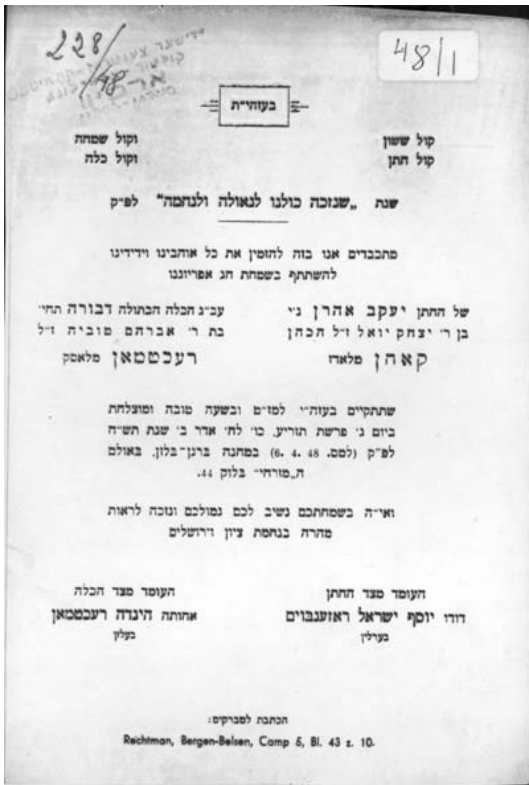 228/48
48/1
בעזהי״ת
קול ששון וקול שמחה
קול חתן וקול כלה
שנת „שנזכה כולנו לגאולה ולנחמה״ לפ״ק
מתכבדים אנו בזה להזמין את כל אוהבינו וידידינו
להשתתף בשמחת חג אפריוננו
של החתן יעקב אהרן נ״י
בן ר׳ יצחק יואל ז״ל הכהן
קאהן מלאדז
עב״ג הכלה הבתולה דבורה תחי׳
בת ר׳ אברהם טוביה ז״ל
רעכטמאן מלאסק
שתתקיים בעזה״י למז״ט ובשעה טובה ומוצלחת
ביום ג׳ פרשת תזריע, כו׳ לח׳ אדר ב׳ שנת תש״ח
לפ״ק (למס. 6. 4. 48) במחנה ברגן־בלזן, באולם
ה„מזרחי״ בלוק 44.
ואי״ה בשמחתכם נשיב לכם גמולכם ונזכה לראות
מהרה בנחמת ציון וירושלים
העומד מצד החתן
דודו יוסף ישראל ראזענבוים
בערלין
העומד מצד הכלה
אחותה הינדה רעכטמאן
בעלזן
הכתבת לטברקים:
Rechtman, Bergen-Belsen, Camp 5, Bl. 43 z. 10.